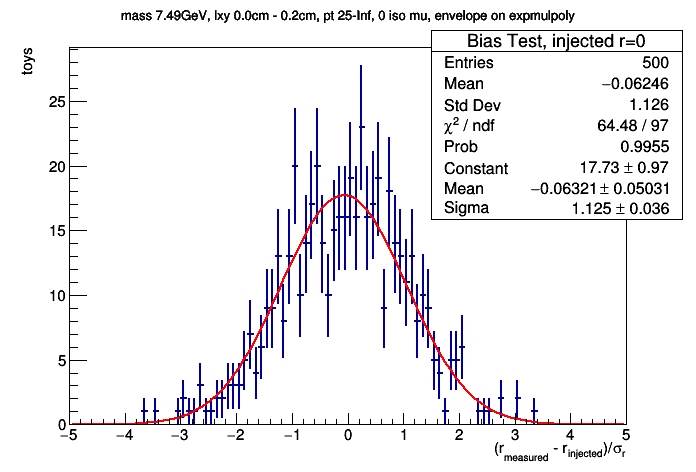 mass 7.49GeV, lxy 0.0cm - 0.2cm, pt 25-Inf, 0 iso mu, envelope on expmulpoly
Bias Test, injected r=0
Entries 500
Mean −0.06246
Std Dev 1.126
χ² / ndf 64.48 / 97
Prob 0.9955
Constant 17.73 ± 0.97
Mean −0.06321 ± 0.05031
Sigma 1.125 ± 0.036
toys
25
20
15
10
5
0
−5 −4 −3 −2 −1 0 1 2 3 4 5
(r_measured - r_injected)/σ_r